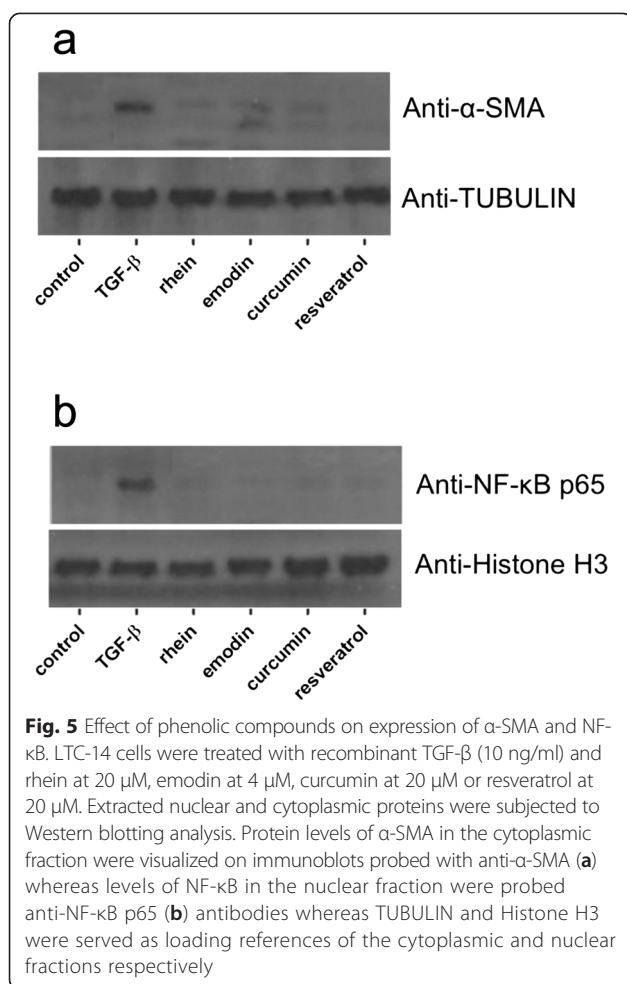 a
Anti-α-SMA
Anti-TUBULIN
control TGF-β rhein emodin curcumin resveratrol
b
Anti-NF-κB p65
Anti-Histone H3
control TGF-β rhein emodin curcumin resveratrol
Fig. 5 Effect of phenolic compounds on expression of α-SMA and NF-
κB. LTC-14 cells were treated with recombinant TGF-β (10 ng/ml) and
rhein at 20 μM, emodin at 4 μM, curcumin at 20 μM or resveratrol at
20 μM. Extracted nuclear and cytoplasmic proteins were subjected to
Western blotting analysis. Protein levels of α-SMA in the cytoplasmic
fraction were visualized on immunoblots probed with anti-α-SMA (a)
whereas levels of NF-κB in the nuclear fraction were probed
anti-NF-κB p65 (b) antibodies whereas TUBULIN and Histone H3
were served as loading references of the cytoplasmic and nuclear
fractions respectively